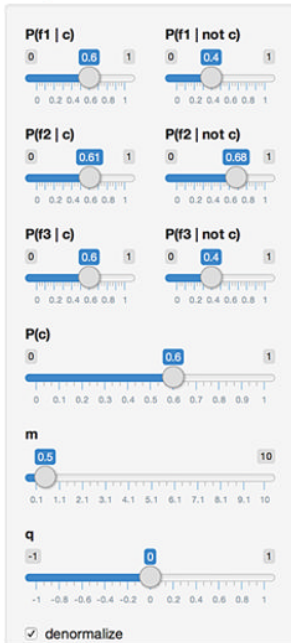 P(f1 | c) P(f1 | not c)
0 0.6 1 0 0.4 1
0 0.2 0.4 0.6 0.8 1 0 0.2 0.4 0.6 0.8 1
P(f2 | c) P(f2 | not c)
0 0.61 1 0 0.68 1
0 0.2 0.4 0.6 0.8 1 0 0.2 0.4 0.6 0.8 1
P(f3 | c) P(f3 | not c)
0 0.6 1 0 0.4 1
0 0.2 0.4 0.6 0.8 1 0 0.2 0.4 0.6 0.8 1
P(c)
0 0.6 1
0 0.1 0.2 0.3 0.4 0.5 0.6 0.7 0.8 0.9 1
m
0.5 10
0.1 1.1 2.1 3.1 4.1 5.1 6.1 7.1 8.1 9.1 10
q
-1 0 1
-1 -0.8 -0.6 -0.4 -0.2 0 0.2 0.4 0.6 0.8 1
denormalize